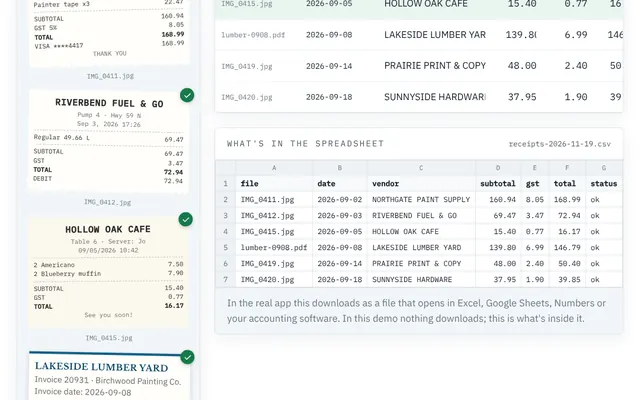 Painter tape x3 22.47
SUBTOTAL 160.94
GST 5% 8.05
TOTAL 168.99
VISA ****4417 168.99
THANK YOU
IMG_0411.jpg
RIVERBEND FUEL & GO
Pump 4 · Hwy 59 N
Sep 3, 2026 17:26
Regular 49.66 L 69.47
SUBTOTAL 69.47
GST 3.47
TOTAL 72.94
DEBIT 72.94
IMG_0412.jpg
HOLLOW OAK CAFE
Table 6 · Server: Jo
09/05/2026 10:42
2 Americano 7.50
2 Blueberry muffin 7.90
SUBTOTAL 15.40
GST 0.77
TOTAL 16.17
See you soon!
IMG_0415.jpg
LAKESIDE LUMBER YARD
Invoice 20931 · Birchwood Painting Co.
Invoice date: 2026-09-08
IMG_0415.jpg 2026-09-05 HOLLOW OAK CAFE 15.40 0.77 16
lumber-0908.pdf 2026-09-08 LAKESIDE LUMBER YAR 139.8 6.99 146
IMG_0419.jpg 2026-09-14 PRAIRIE PRINT & COPY 48.00 2.40 50
IMG_0420.jpg 2026-09-18 SUNNYSIDE HARDWAR 37.95 1.90 39
WHAT'S IN THE SPREADSHEET receipts-2026-11-19.csv
A B C D E F G
1 file date vendor subtotal gst total status
2 IMG_0411.jpg 2026-09-02 NORTHGATE PAINT SUPPLY 160.94 8.05 168.99 ok
3 IMG_0412.jpg 2026-09-03 RIVERBEND FUEL & GO 69.47 3.47 72.94 ok
4 IMG_0415.jpg 2026-09-05 HOLLOW OAK CAFE 15.40 0.77 16.17 ok
5 lumber-0908.pdf 2026-09-08 LAKESIDE LUMBER YARD 139.80 6.99 146.79 ok
6 IMG_0419.jpg 2026-09-14 PRAIRIE PRINT & COPY 48.00 2.40 50.40 ok
7 IMG_0420.jpg 2026-09-18 SUNNYSIDE HARDWARE 37.95 1.90 39.85 ok
In the real app this downloads as a file that opens in Excel, Google Sheets, Numbers or
your accounting software. In this demo nothing downloads; this is what's inside it.